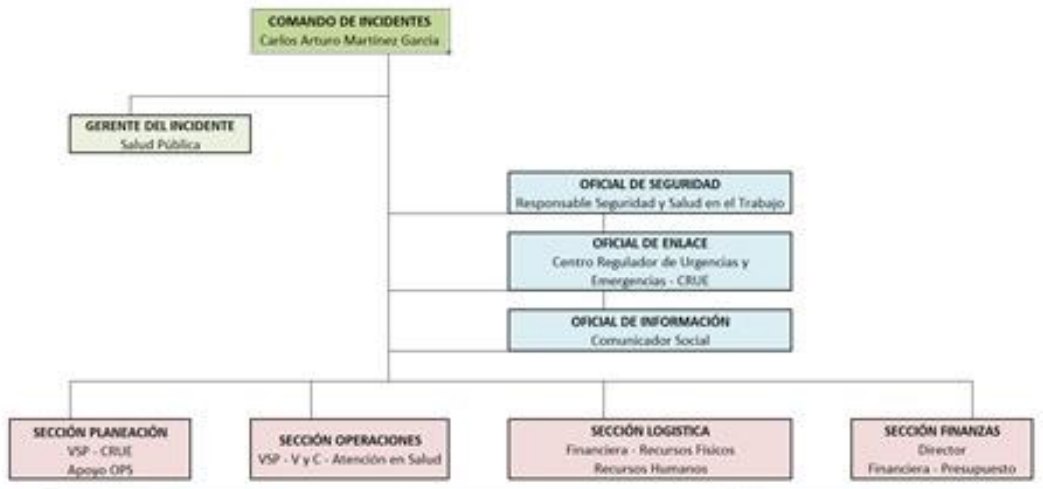 COMANDO DE INCIDENTES
Carlos Arturo Martínez García
GERENTE DEL INCIDENTE
Salud Pública
OFICIAL DE SEGURIDAD
Responsable Seguridad y Salud en el Trabajo
OFICIAL DE ENLACE
Centro Regulador de Urgencias y
Emergencias - CRUE
OFICIAL DE INFORMACIÓN
Comunicador Social
SECCIÓN PLANEACIÓN
VSP - CRUE
Apoyo OPS
SECCIÓN OPERACIONES
VSP - V y C - Atención en Salud
SECCIÓN LOGISTICA
Financiera - Recursos Físicos
Recursos Humanos
SECCIÓN FINANZAS
Director
Financiera - Presupuesto